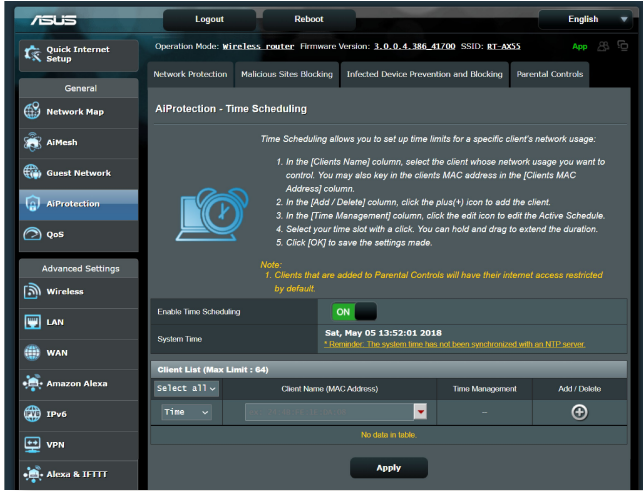 ASUS
Logout
Reboot
English
Quick Internet
Setup
General
Network Map
AiMesh
Guest Network
AiProtection
QoS
Advanced Settings
Wireless
LAN
WAN
Amazon Alexa
IPv6
VPN
Alexa & IFTTT
Operation Mode: Wireless router Firmware Version: 3.0.0.4.386_41700 SSID: RT-AX55
App
Network Protection
Malicious Sites Blocking
Infected Device Prevention and Blocking
Parental Controls
AiProtection - Time Scheduling
Time Scheduling allows you to set up time limits for a specific client's network usage:
1. In the [Clients Name] column, select the client whose network usage you want to
control. You may also key in the clients MAC address in the [Clients MAC
Address] column.
2. In the [Add / Delete] column, click the plus(+) icon to add the client.
3. In the [Time Management] column, click the edit icon to edit the Active Schedule.
4. Select your time slot with a click. You can hold and drag to extend the duration.
5. Click [OK] to save the settings made.
Note:
1. Clients that are added to Parental Controls will have their internet access restricted
by default.
Enable Time Scheduling
ON
System Time
Sat, May 05 13:52:01 2018
* Reminder: The system time has not been synchronized with an NTP server.
Client List (Max Limit : 64)
Select all
Client Name (MAC Address)
Time Management
Add / Delete
Time
--
No data in table.
Apply